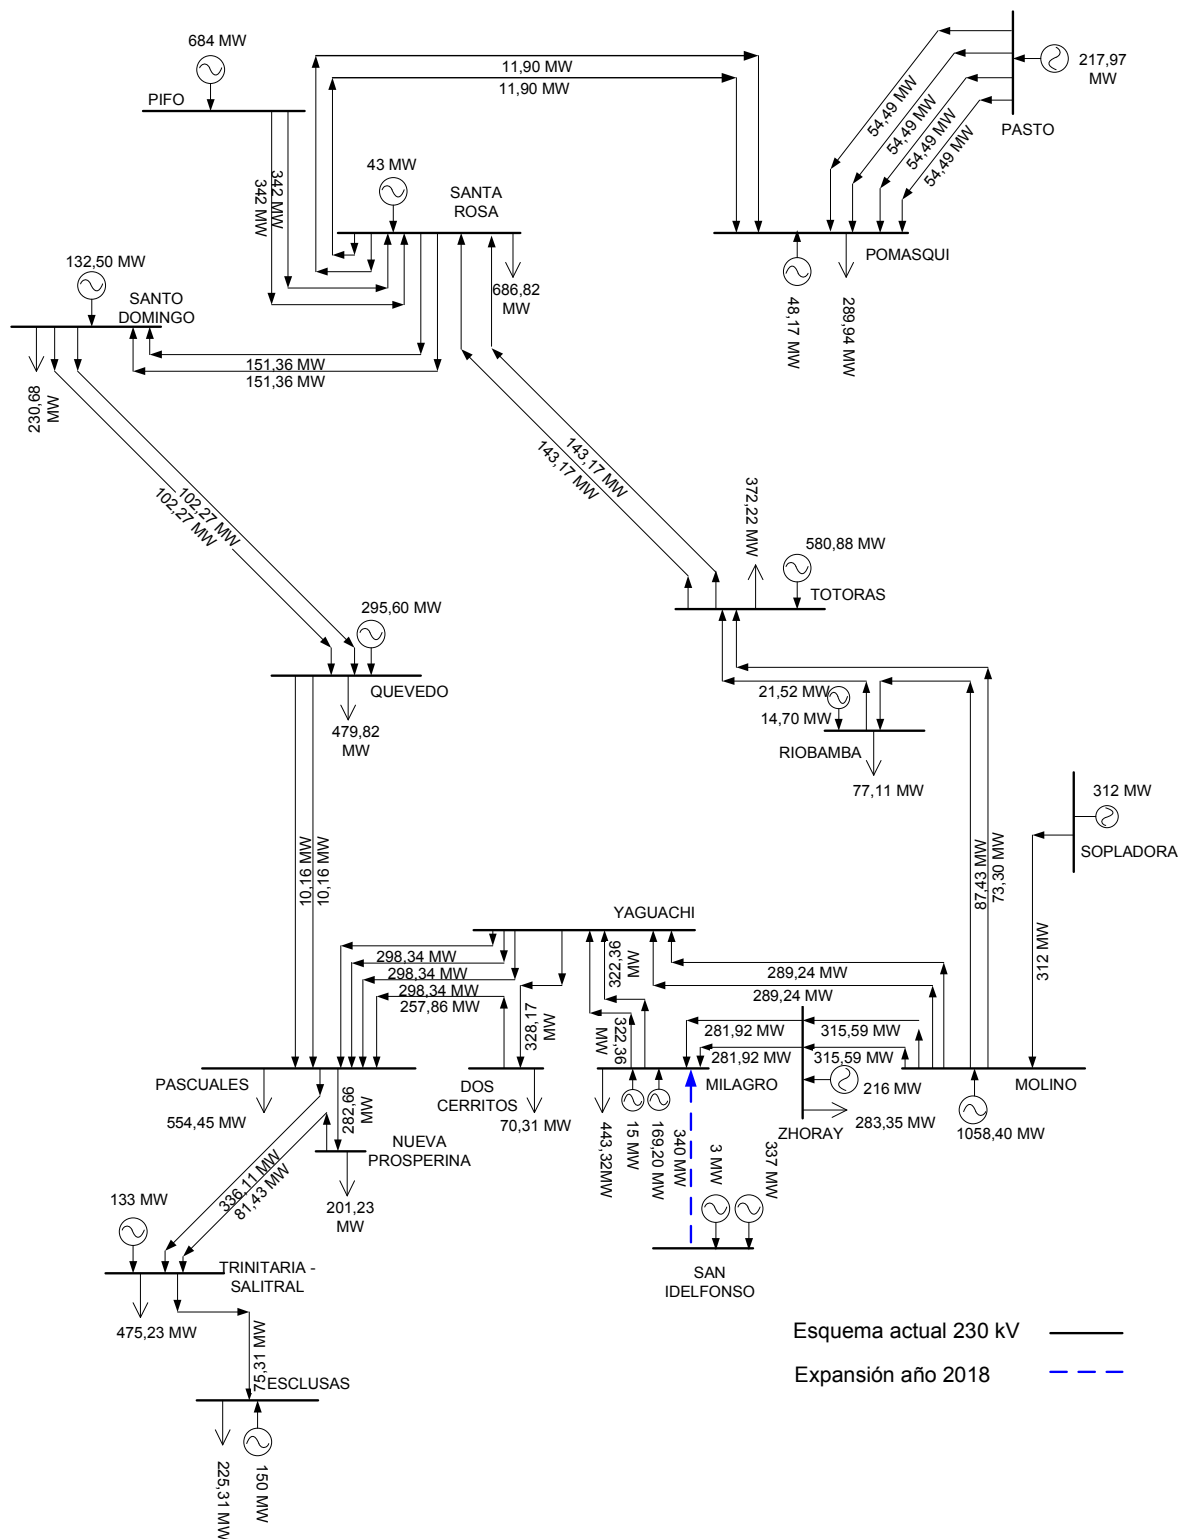 684 MW
PIFO
342 MW
342 MW
11,90 MW
11,90 MW
54,49 MW
54,49 MW
54,49 MW
54,49 MW
217,97
MW
PASTO
43 MW
SANTA
ROSA
686,82
MW
POMASQUI
48,17 MW
289,94 MW
132,50 MW
SANTO
DOMINGO
151,36 MW
151,36 MW
230,68
MW
102,27 MW
102,27 MW
143,17 MW
143,17 MW
372,22 MW
580,88 MW
TOTORAS
295,60 MW
QUEVEDO
479,82
MW
21,52 MW
14,70 MW
RIOBAMBA
77,11 MW
312 MW
SOPLADORA
10,16 MW
10,16 MW
87,43 MW
73,30 MW
312 MW
YAGUACHI
298,34 MW
298,34 MW
298,34 MW
257,86 MW
328,17
MW
322,36
MW
322,36
MW
289,24 MW
289,24 MW
281,92 MW
281,92 MW
315,59 MW
315,59 MW
PASCUALES
554,45 MW
282,66
MW
DOS
CERRITOS
70,31 MW
MILAGRO
443,32MW
15 MW
169,20 MW
340 MW
216 MW
ZHORAY
283,35 MW
MOLINO
1058,40 MW
NUEVA
PROSPERINA
201,23
MW
336,11 MW
81,43 MW
3 MW
337 MW
SAN
IDELFONSO
133 MW
TRINITARIA -
SALITRAL
475,23 MW
75,31 MW
ESCLUSAS
225,31 MW
150 MW
Esquema actual 230 kV
Expansión año 2018